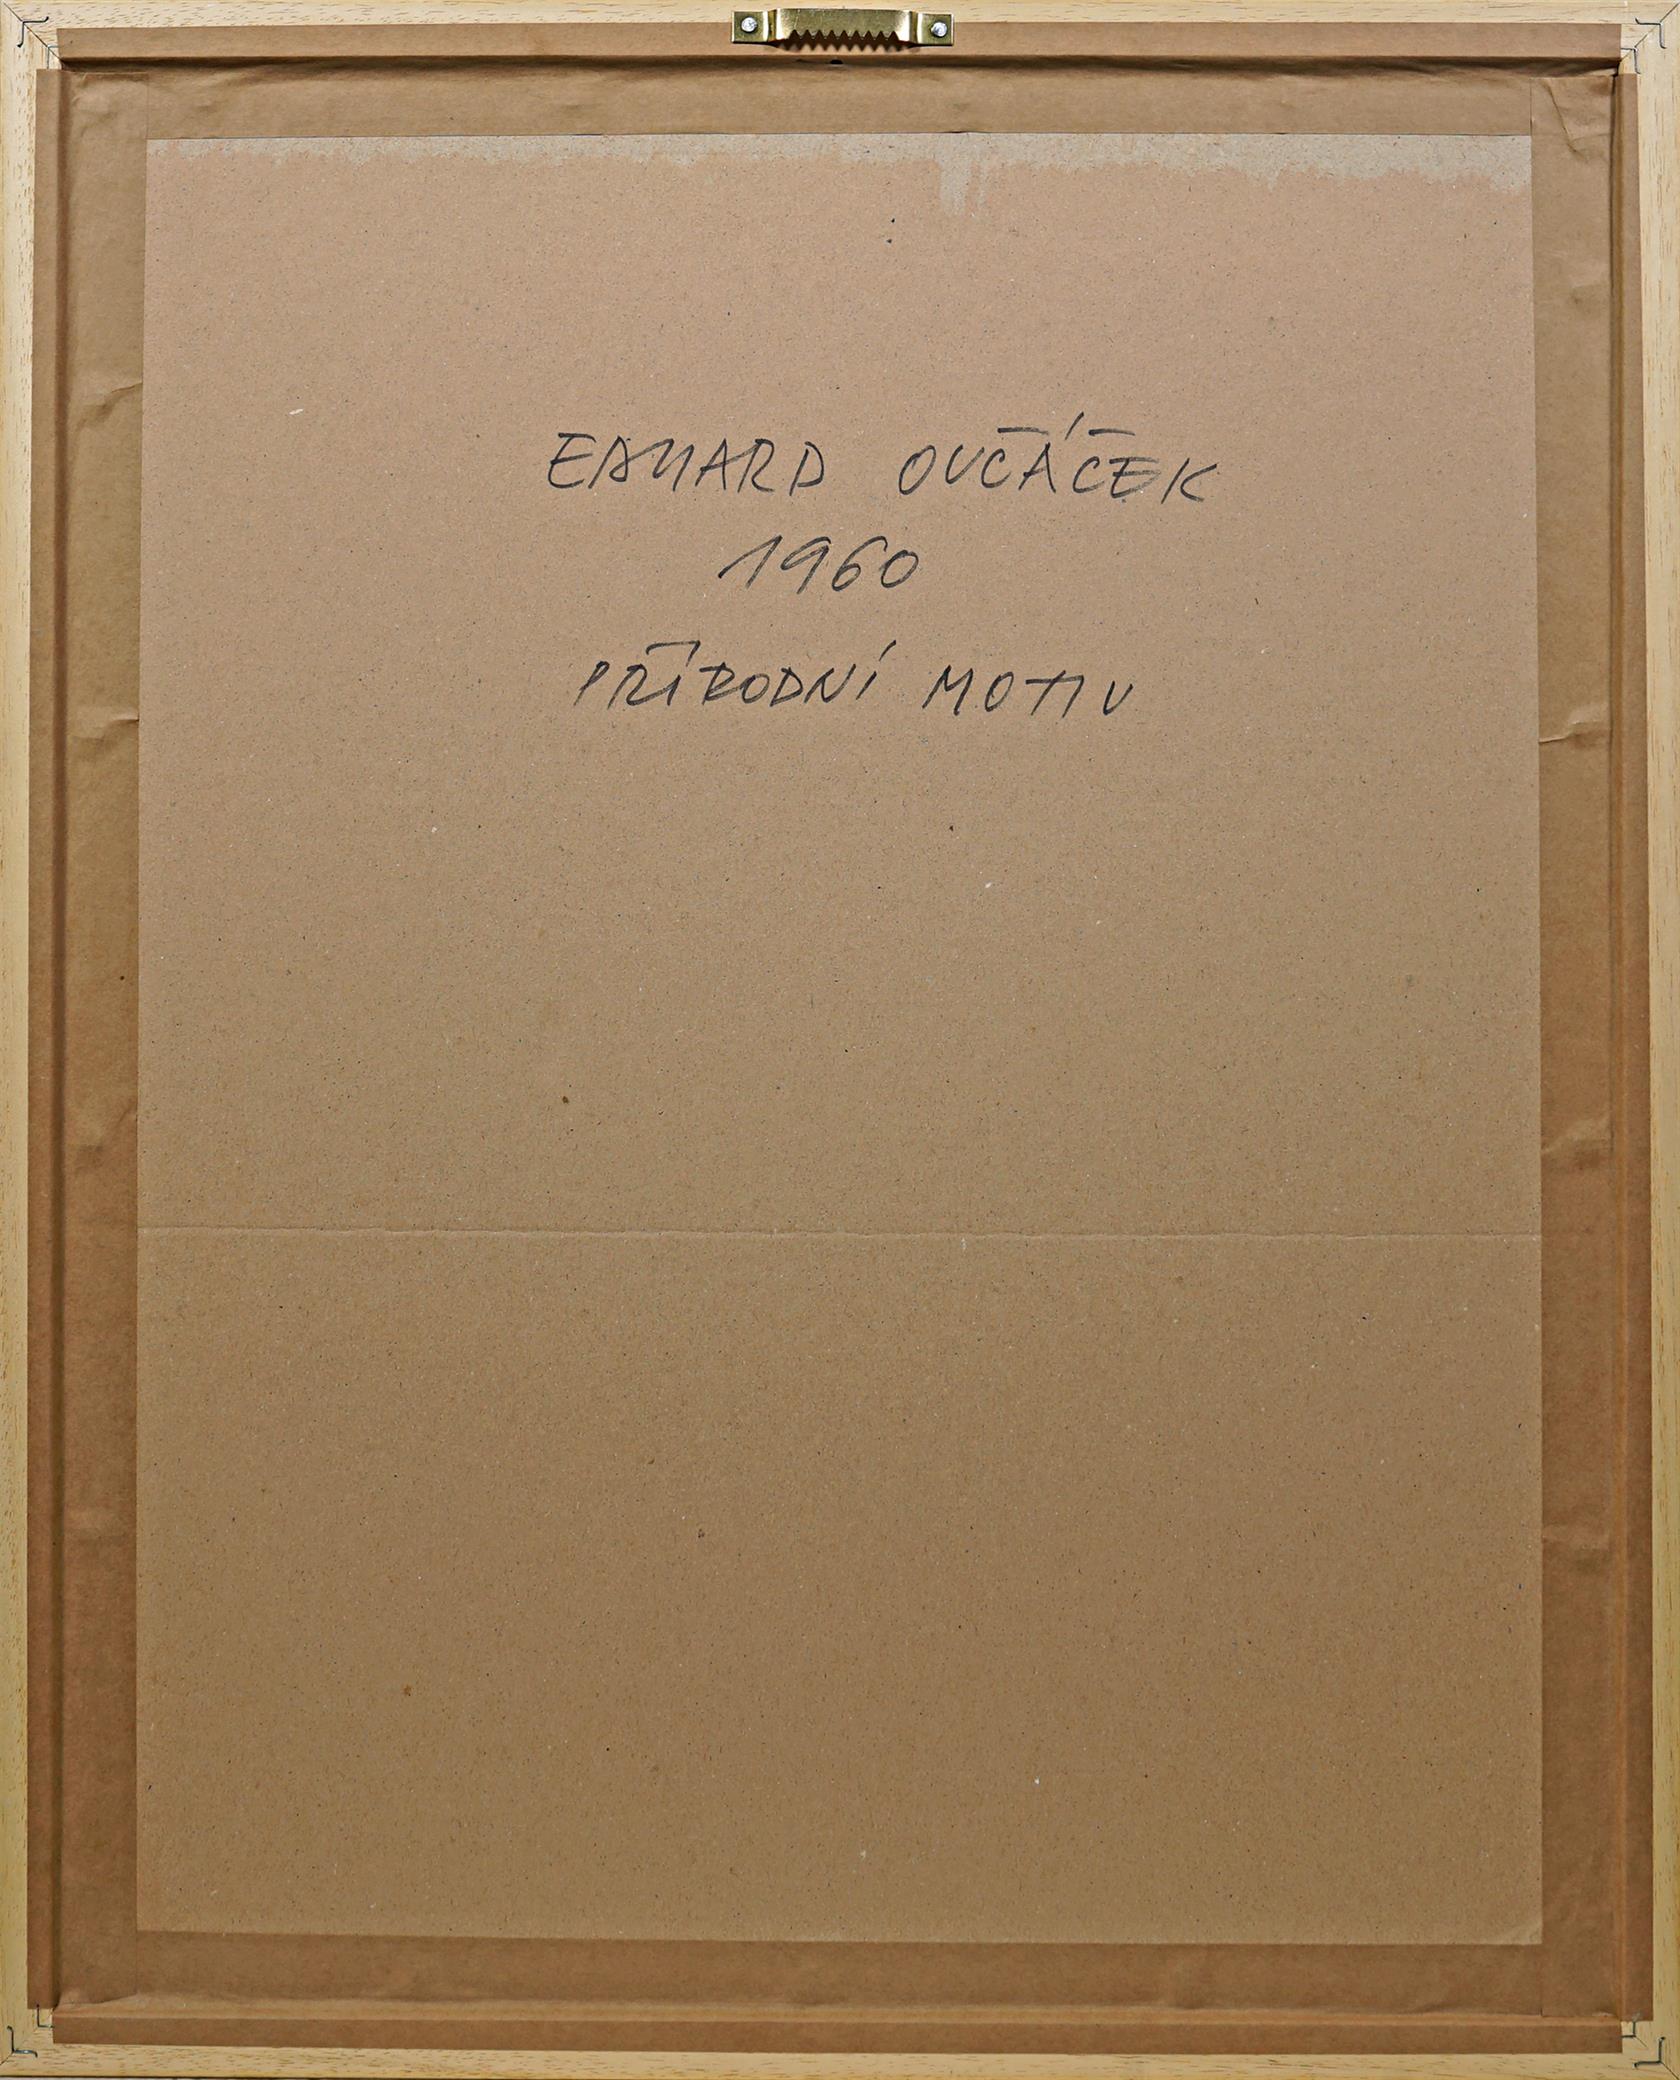 EDUARD OVČÁČEK
1960
PŘÍRODNÍ MOTIV